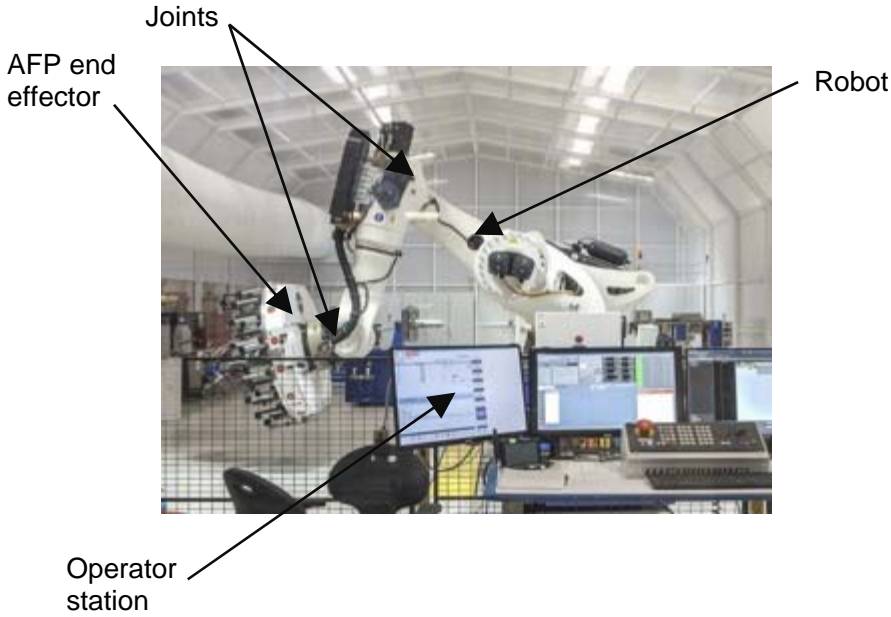 Joints
AFP end
effector
Robot
Operator
station